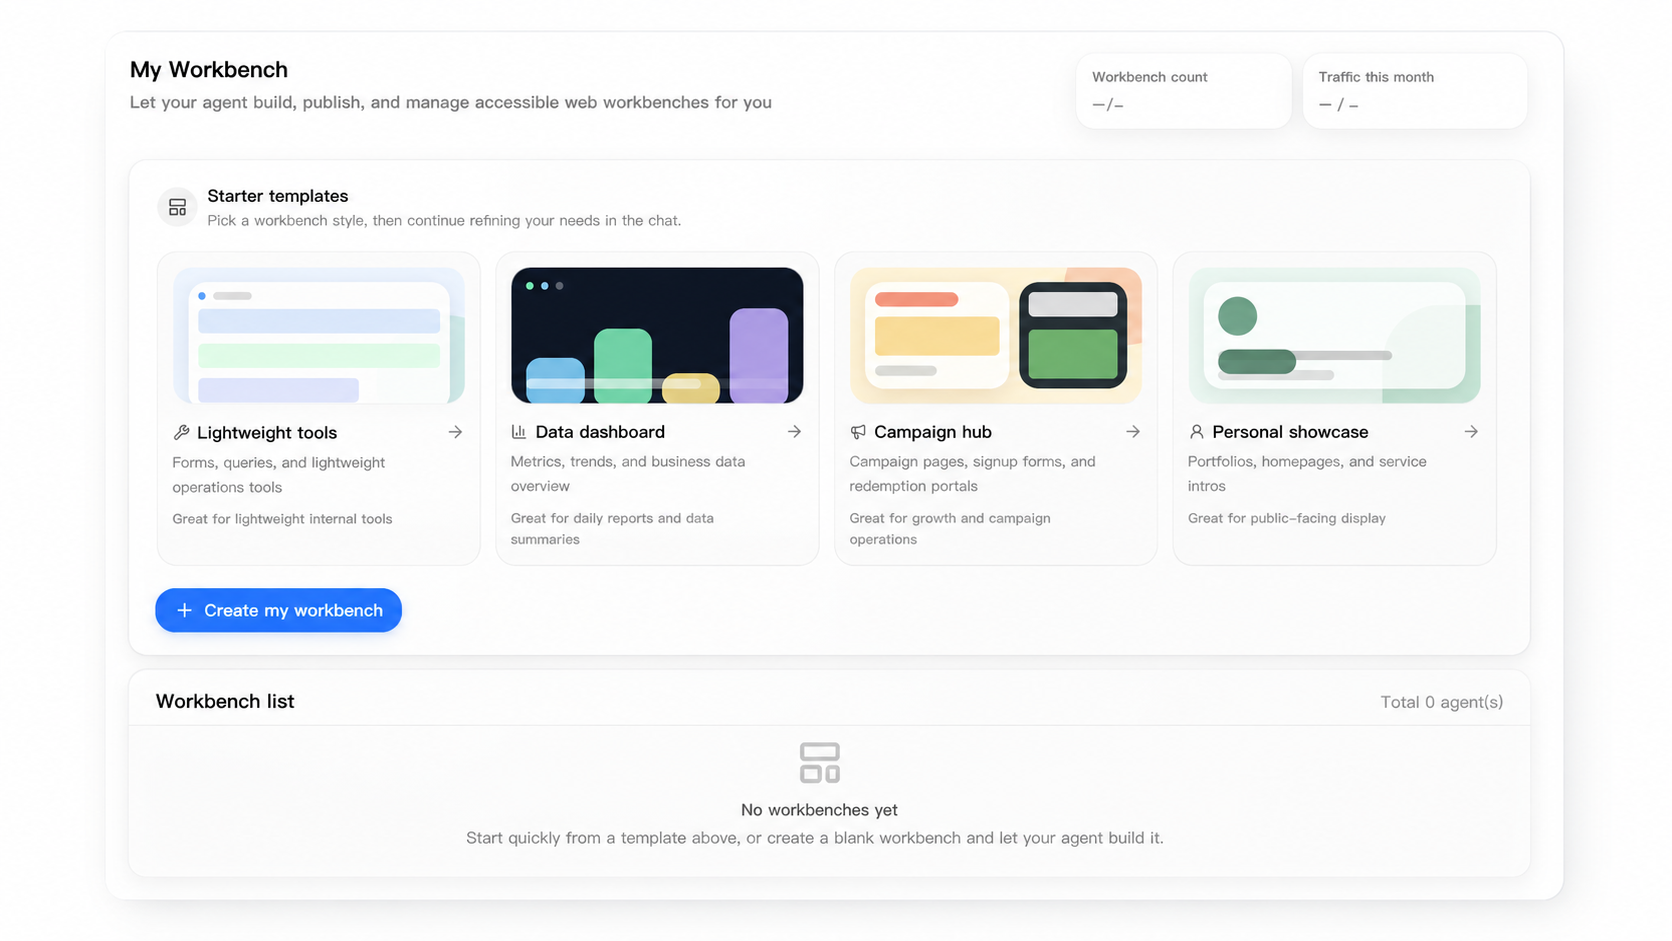 My Workbench
Let your agent build, publish, and manage accessible web workbenches for you
Workbench count
—/–
Traffic this month
— / –
Starter templates
Pick a workbench style, then continue refining your needs in the chat.
Lightweight tools
Forms, queries, and lightweight
operations tools
Great for lightweight internal tools
Data dashboard
Metrics, trends, and business data
overview
Great for daily reports and data
summaries
Campaign hub
Campaign pages, signup forms, and
redemption portals
Great for growth and campaign
operations
Personal showcase
Portfolios, homepages, and service
intros
Great for public-facing display
Create my workbench
Workbench list
Total 0 agent(s)
No workbenches yet
Start quickly from a template above, or create a blank workbench and let your agent build it.